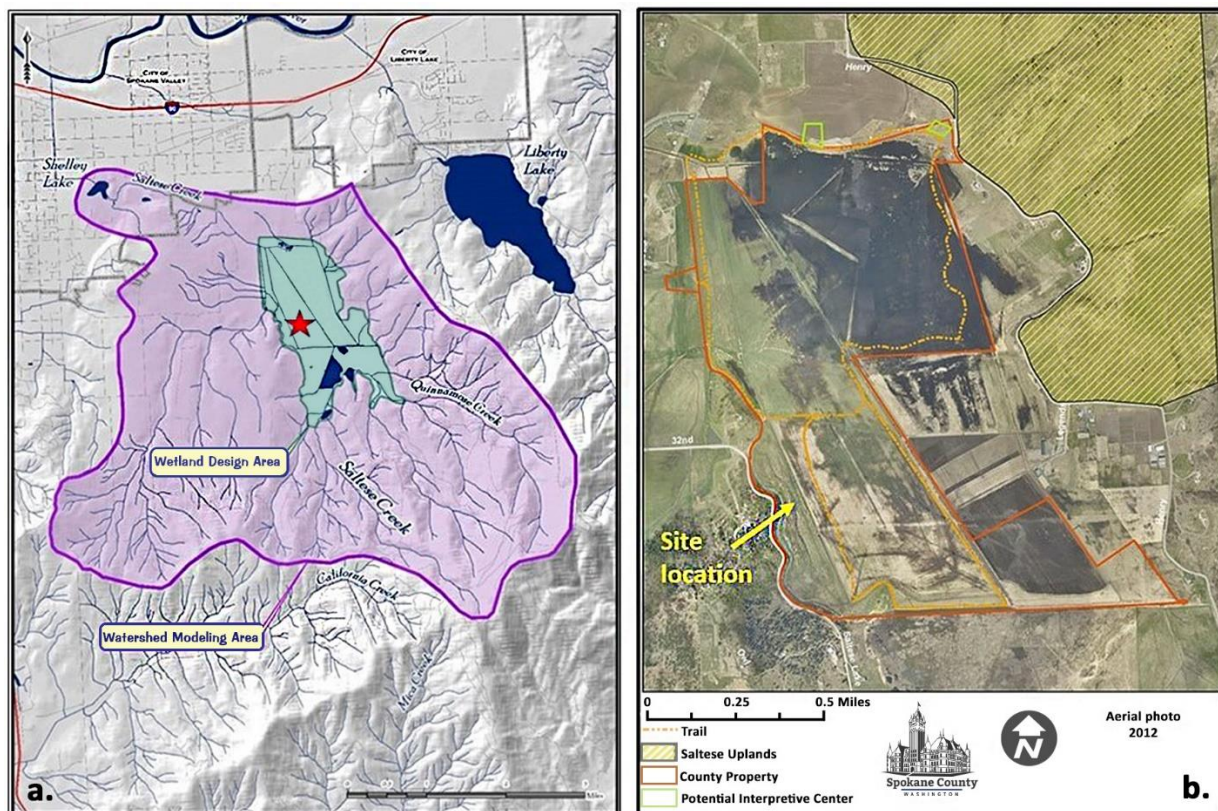 CITY OF
SPOKANE VALLEY
CITY OF
LIBERTY LAKE
Shelley
Lake
Saltese Creek
Liberty
Lake
Quinnamose Creek
Wetland Design Area
Saltese Creek
California Creek
Watershed Modeling Area
Mica Creek
Miles
a.
Henry
32nd
Site
location
Henry
0 0.25 0.5 Miles
Trail
Saltese Uplands
County Property
Potential Interpretive Center
Spokane County
WASHINGTON
N
Aerial photo
2012
b.